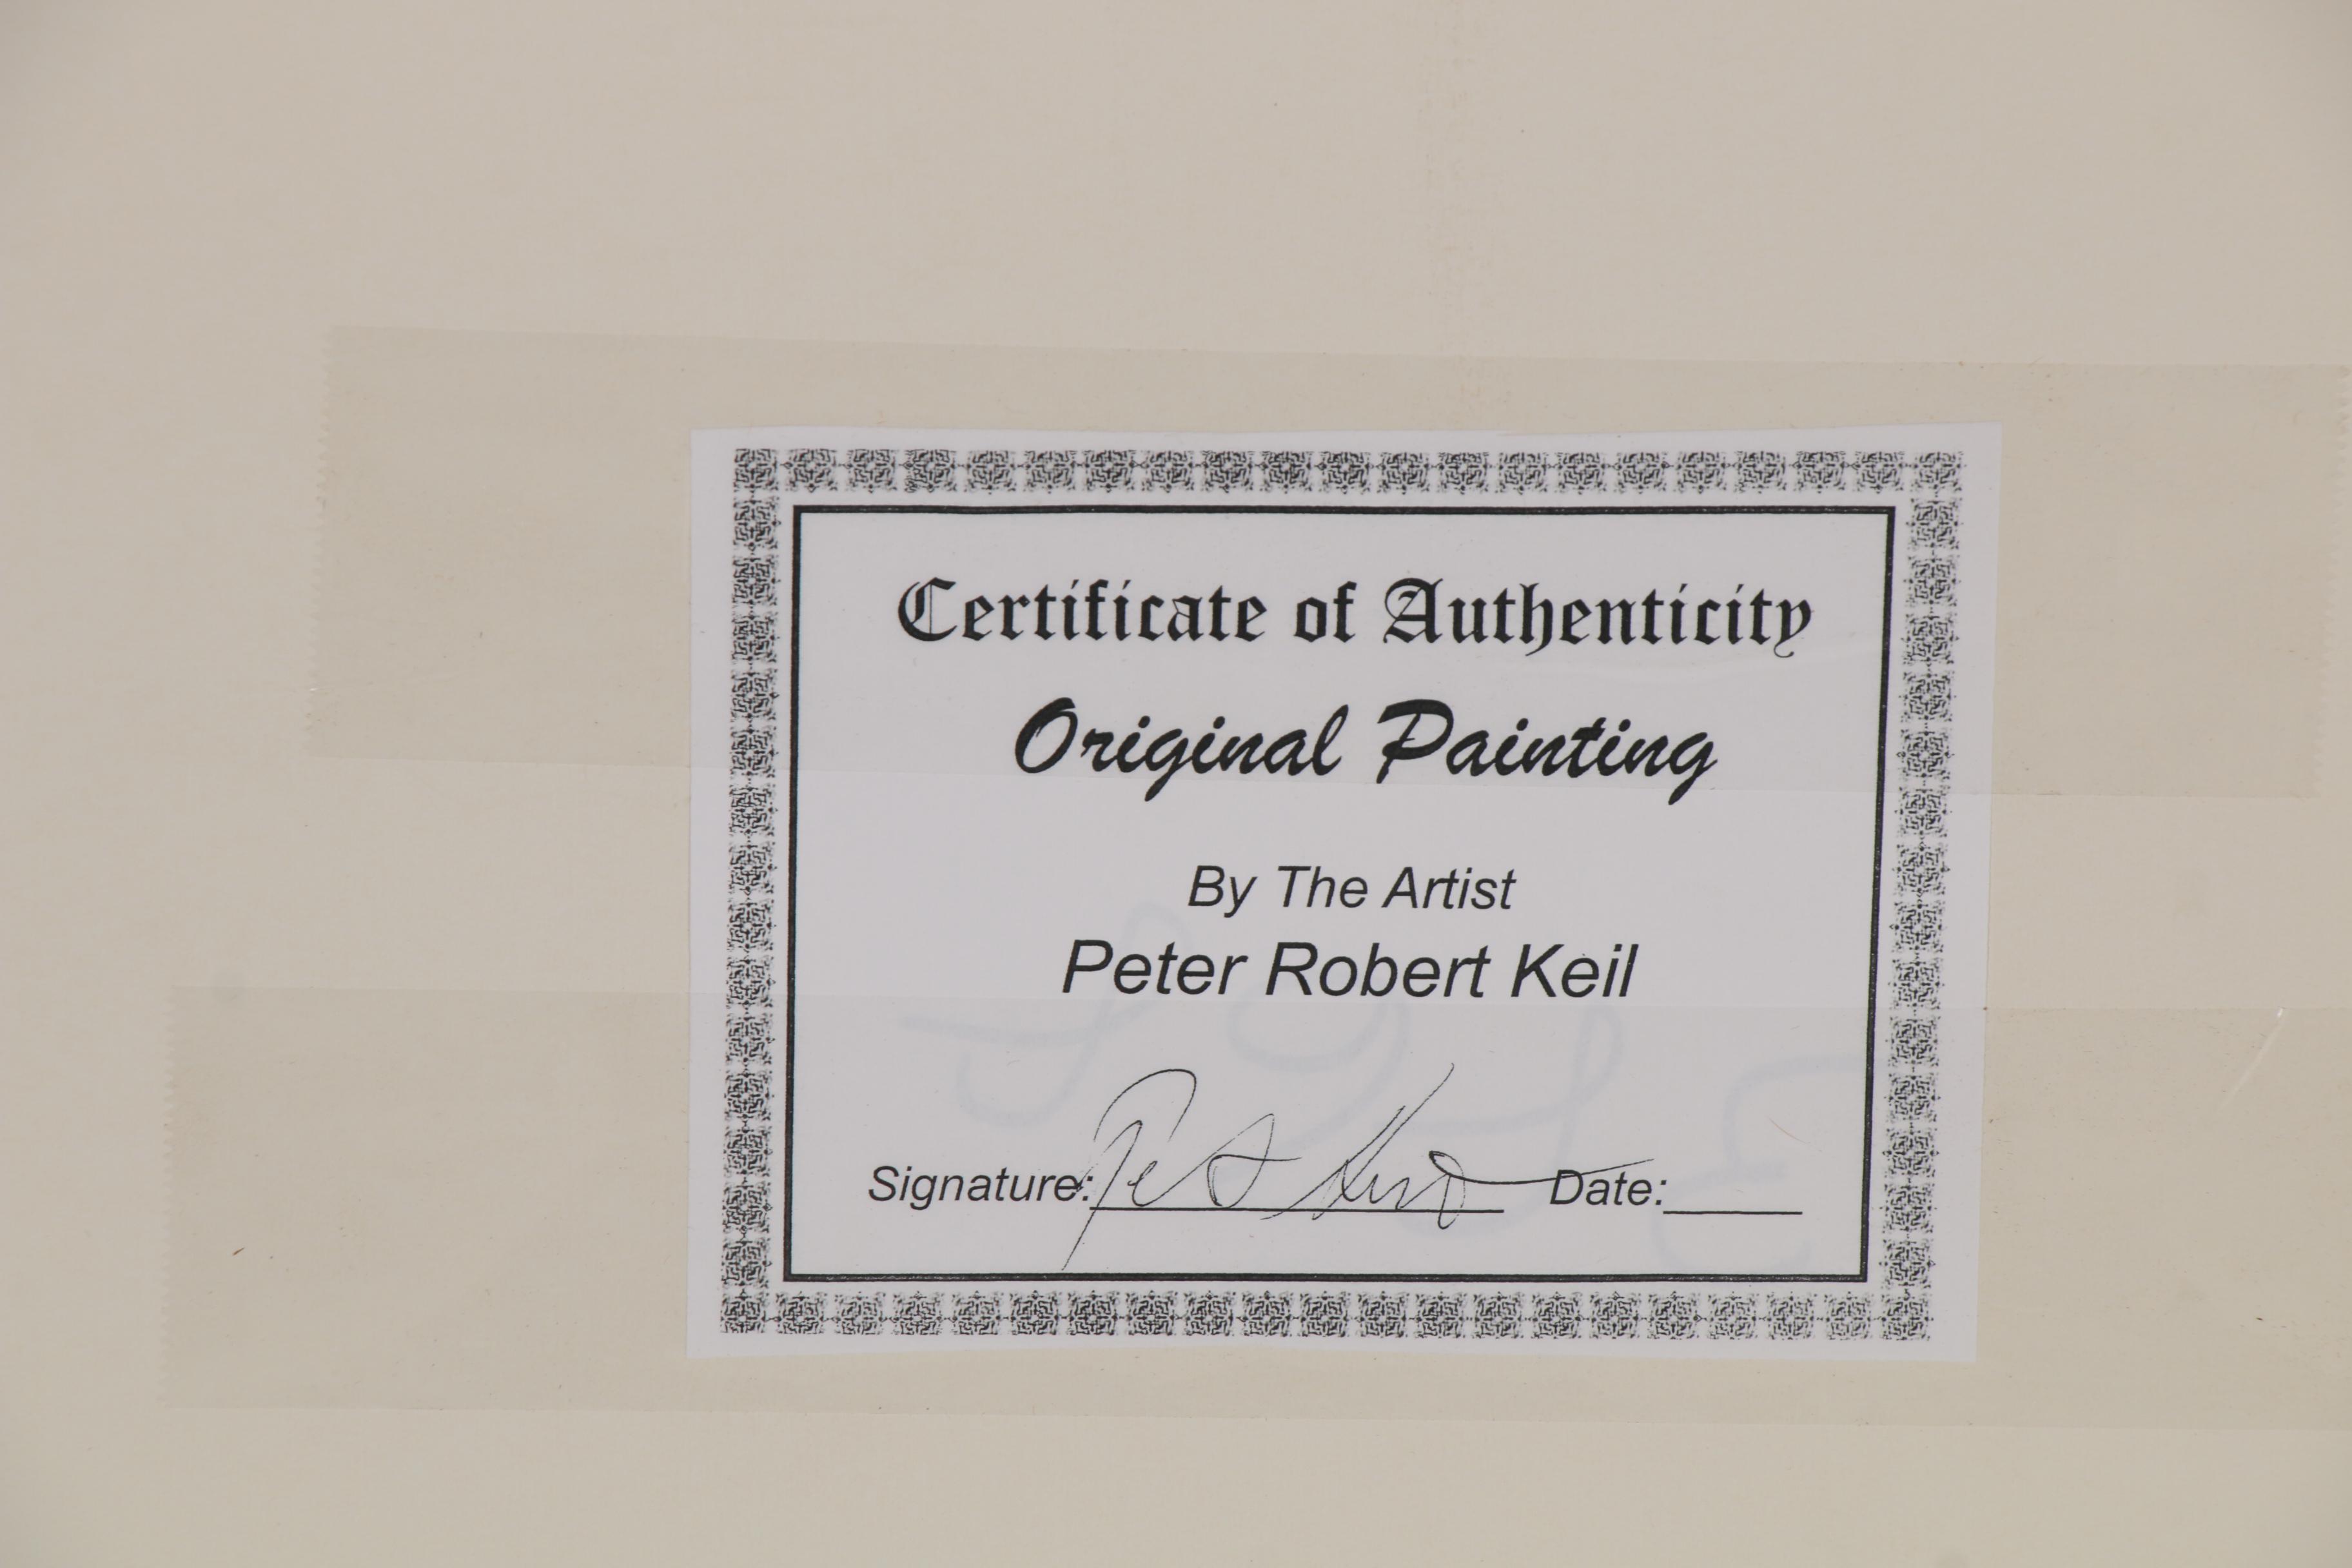 Certificate of Authenticity
Original Painting
By The Artist
Peter Robert Keil
Signature: Date: